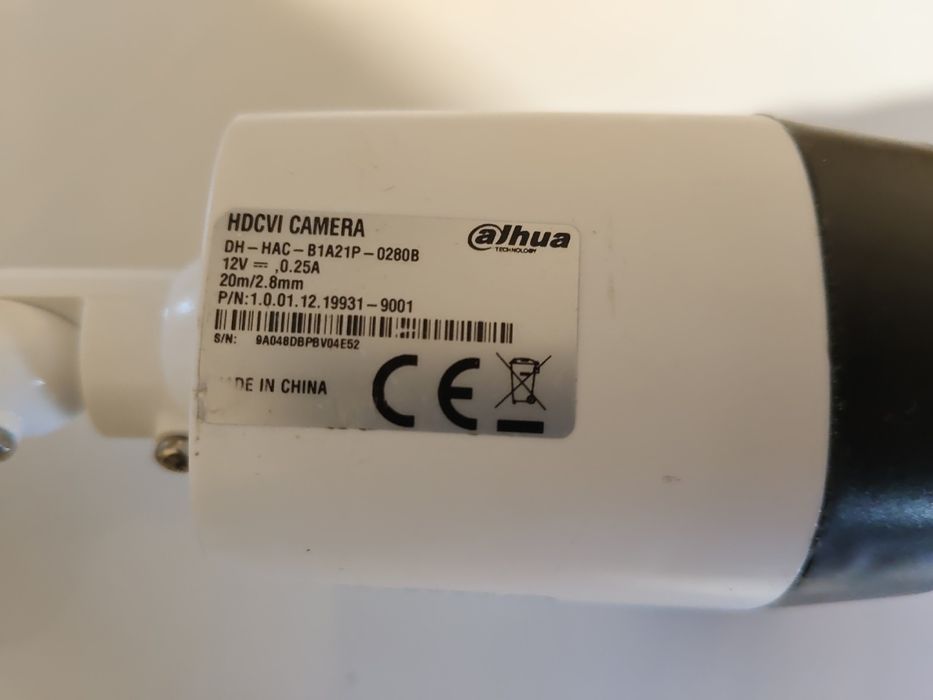 HDCVI CAMERA
alhua
TECHNOLOGY
DH-HAC-B1A21P-0280B
12V ⎓ ,0.25A
20m/2.8mm
P/N:1.0.01.12.19931-9001
S/N: 9A048DBPBV04E52
DE IN CHINA
CE